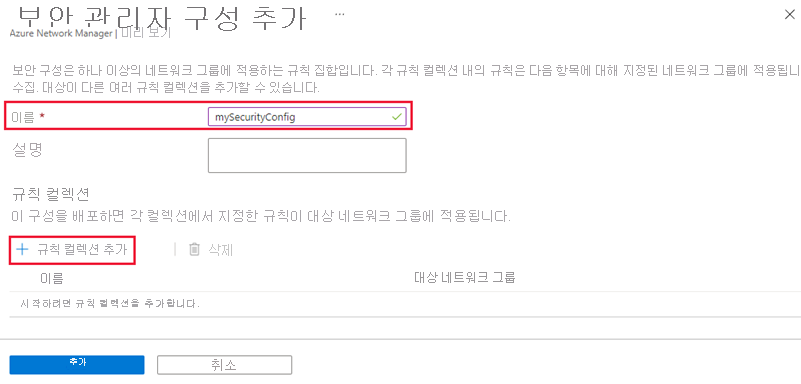 보안 관리자 구성 추가 ...
Azure Network Manager | 미리 보기
보안 구성은 하나 이상의 네트워크 그룹에 적용하는 규칙 집합입니다. 각 규칙 컬렉션 내의 규칙은 다음 항목에 대해 지정된 네트워크 그룹에 적용됩니
수집. 대상이 다른 여러 규칙 컬렉션을 추가할 수 있습니다.
이름 * mySecurityConfig
설명
규칙 컬렉션
이 구성을 배포하면 각 컬렉션에서 지정한 규칙이 대상 네트워크 그룹에 적용됩니다.
+ 규칙 컬렉션 추가 | 삭제
이름 대상 네트워크 그룹
시작하려면 규칙 컬렉션을 추가합니다.
추가 취소